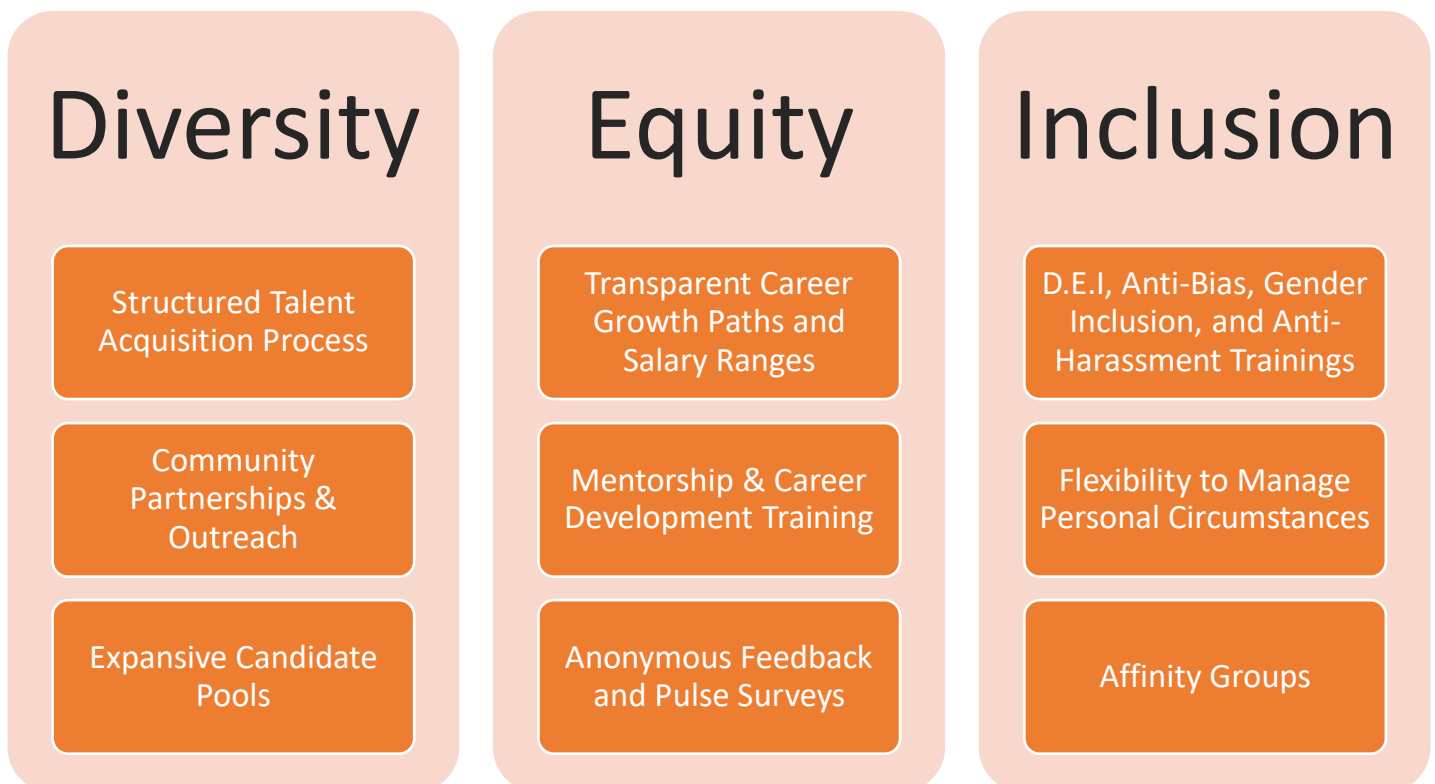 Diversity
Structured Talent
Acquisition Process
Community
Partnerships &
Outreach
Expansive Candidate
Pools
Equity
Transparent Career
Growth Paths and
Salary Ranges
Mentorship & Career
Development Training
Anonymous Feedback
and Pulse Surveys
Inclusion
D.E.I, Anti-Bias, Gender
Inclusion, and Anti-
Harassment Trainings
Flexibility to Manage
Personal Circumstances
Affinity Groups